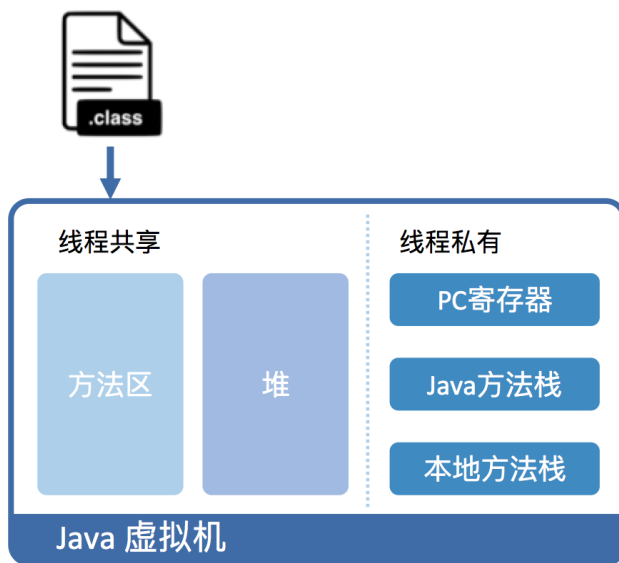 .class
线程共享
线程私有
方法区
堆
PC寄存器
Java方法栈
本地方法栈
Java 虚拟机